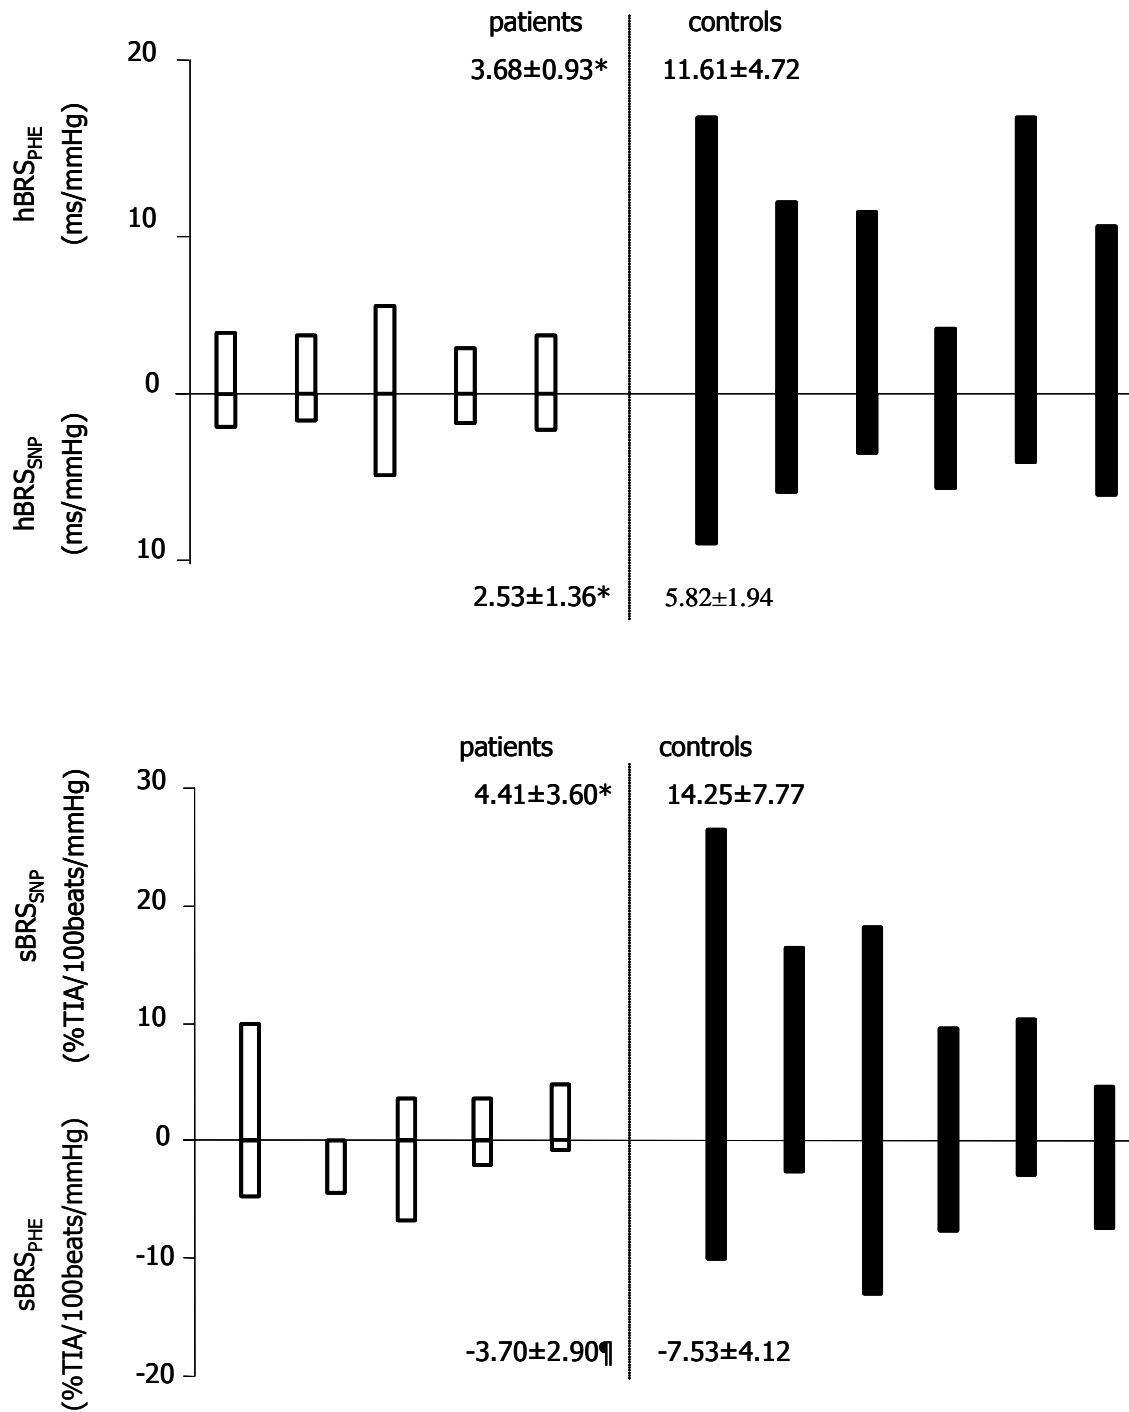 patients controls
20 3.68±0.93* 11.61±4.72
hBRSPHE
(ms/mmHg)
10
0
hBRSSNP
(ms/mmHg)
10
2.53±1.36* 5.82±1.94
patients controls
30 4.41±3.60* 14.25±7.77
sBRSSNP
(%TIA/100beats/mmHg)
20
10
0
sBRSPHE
(%TIA/100beats/mmHg)
-10
-3.70±2.90¶ -7.53±4.12
-20